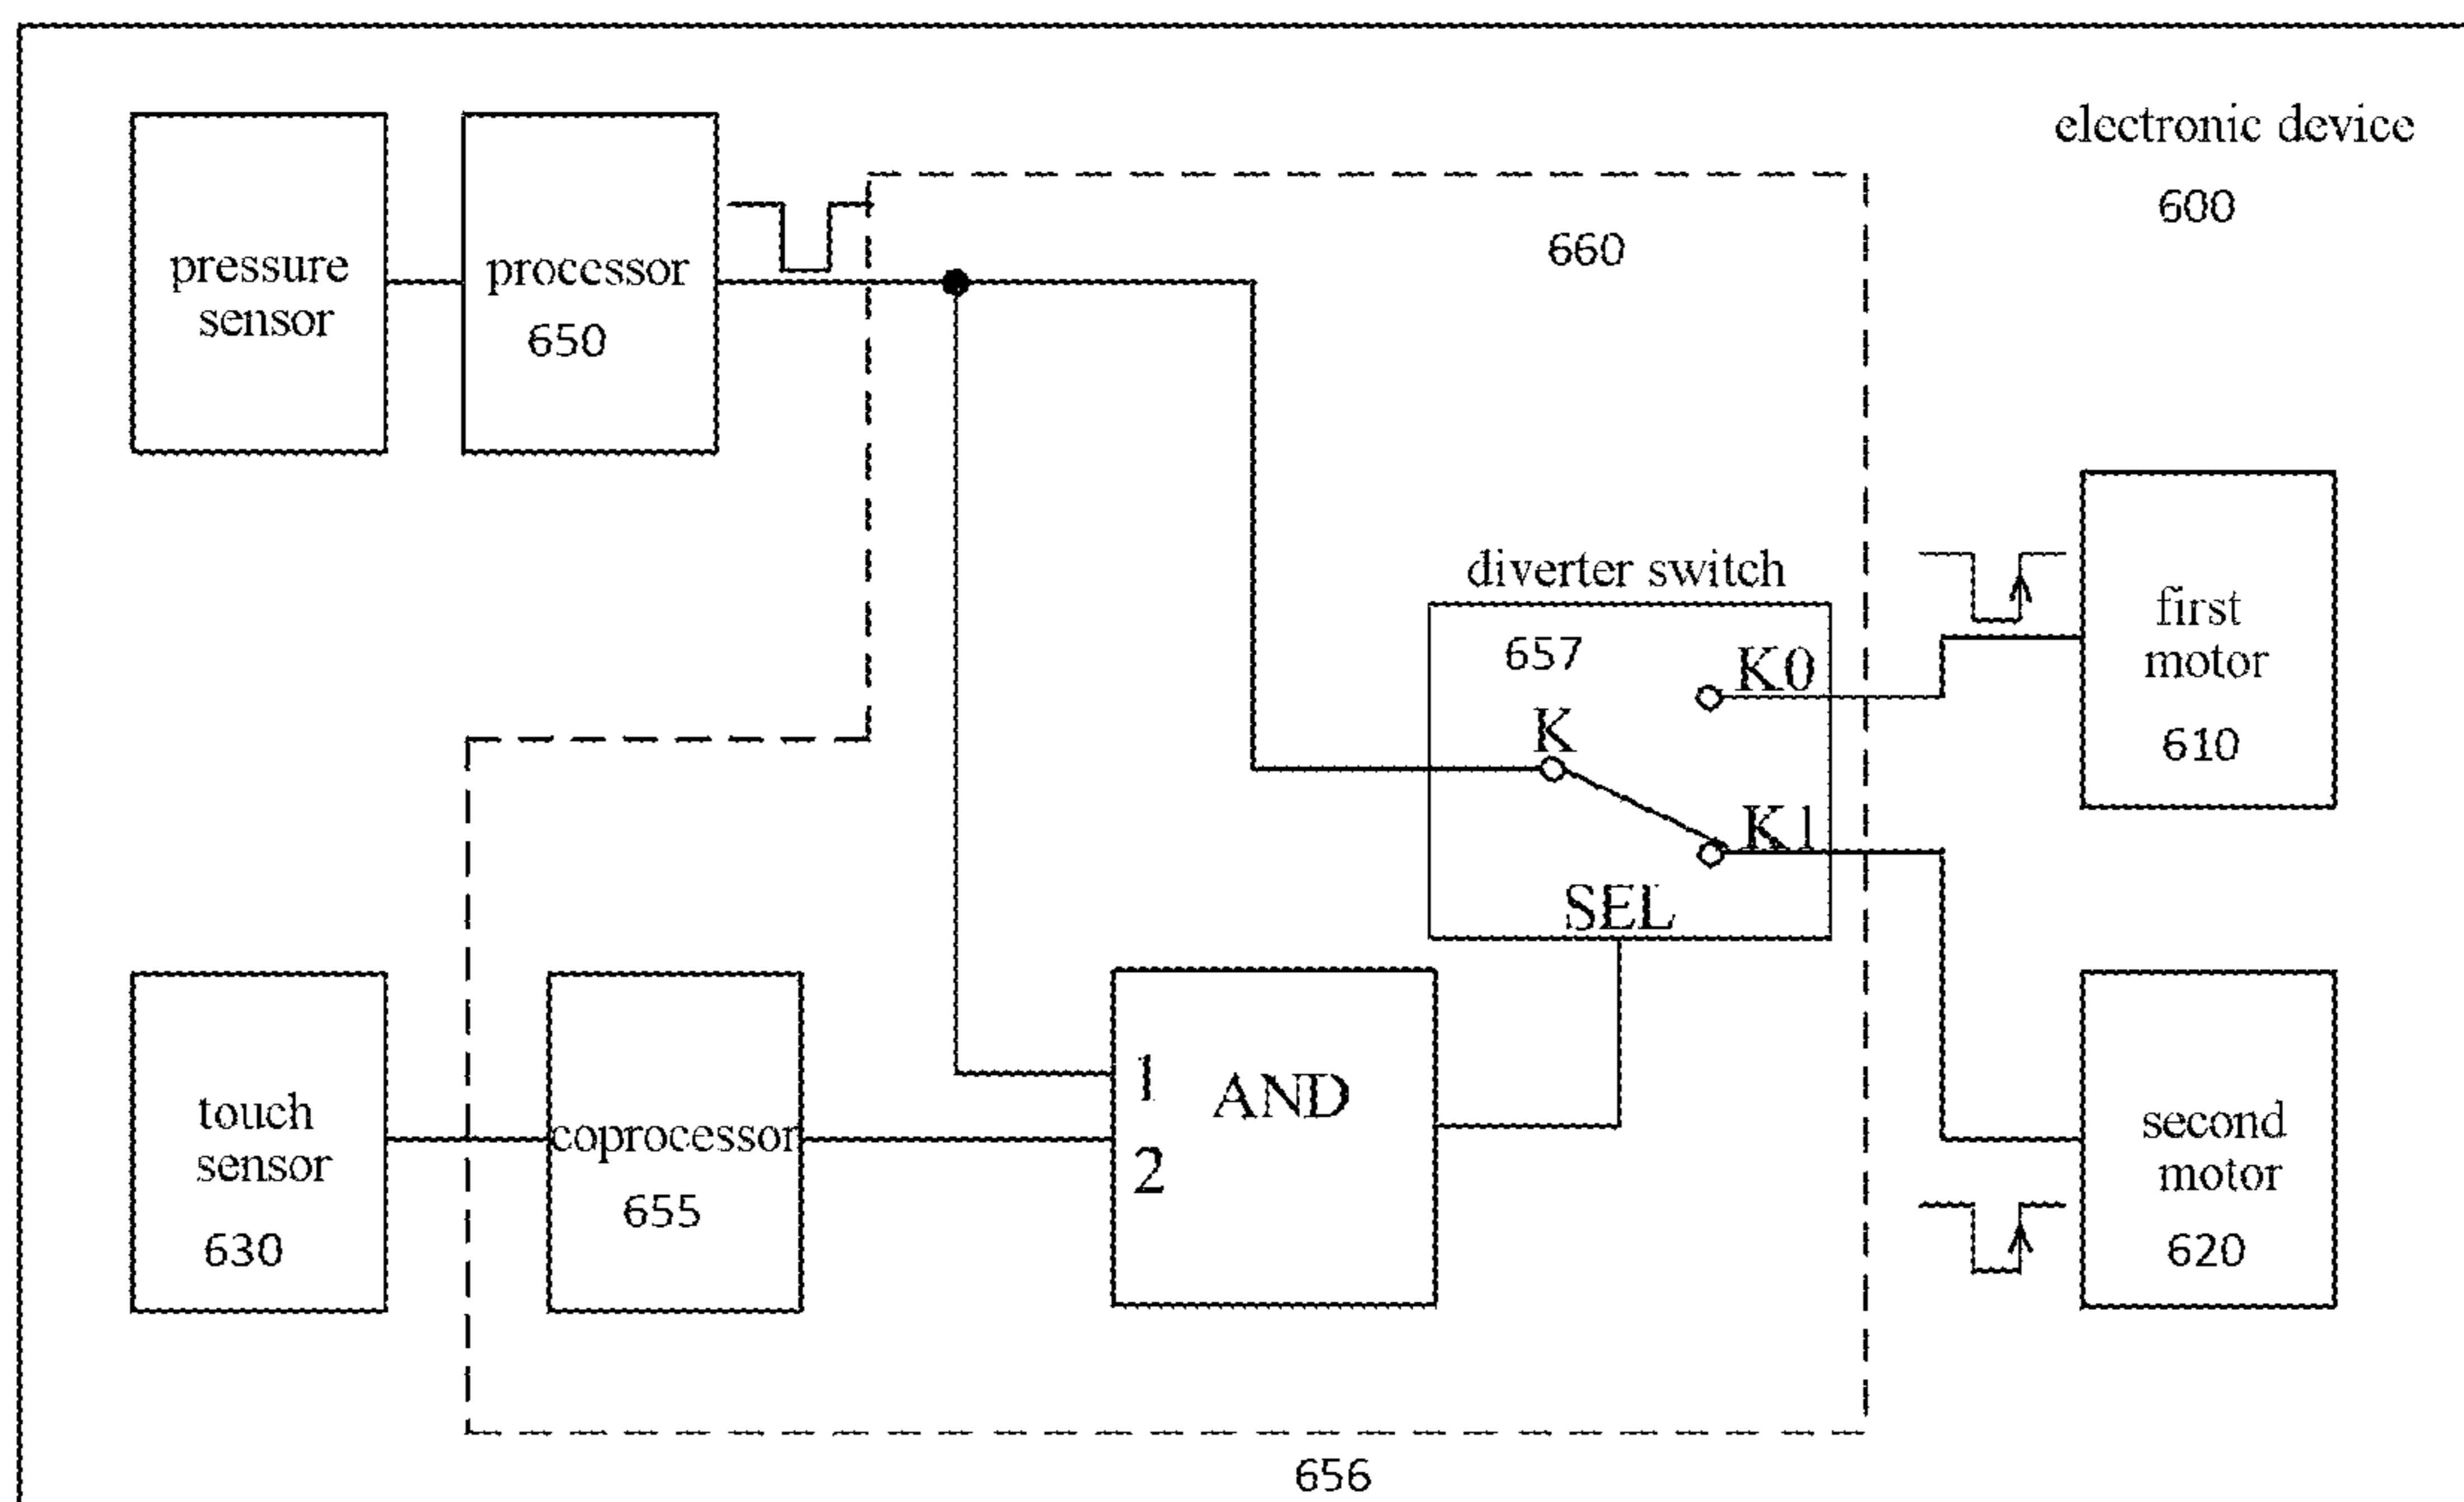 electronic device
600
pressure
sensor
processor
650
660
diverter switch
657
K0
K
K1
SEL
first
motor
610
touch
sensor
630
coprocessor
655
1
AND
2
second
motor
620
656